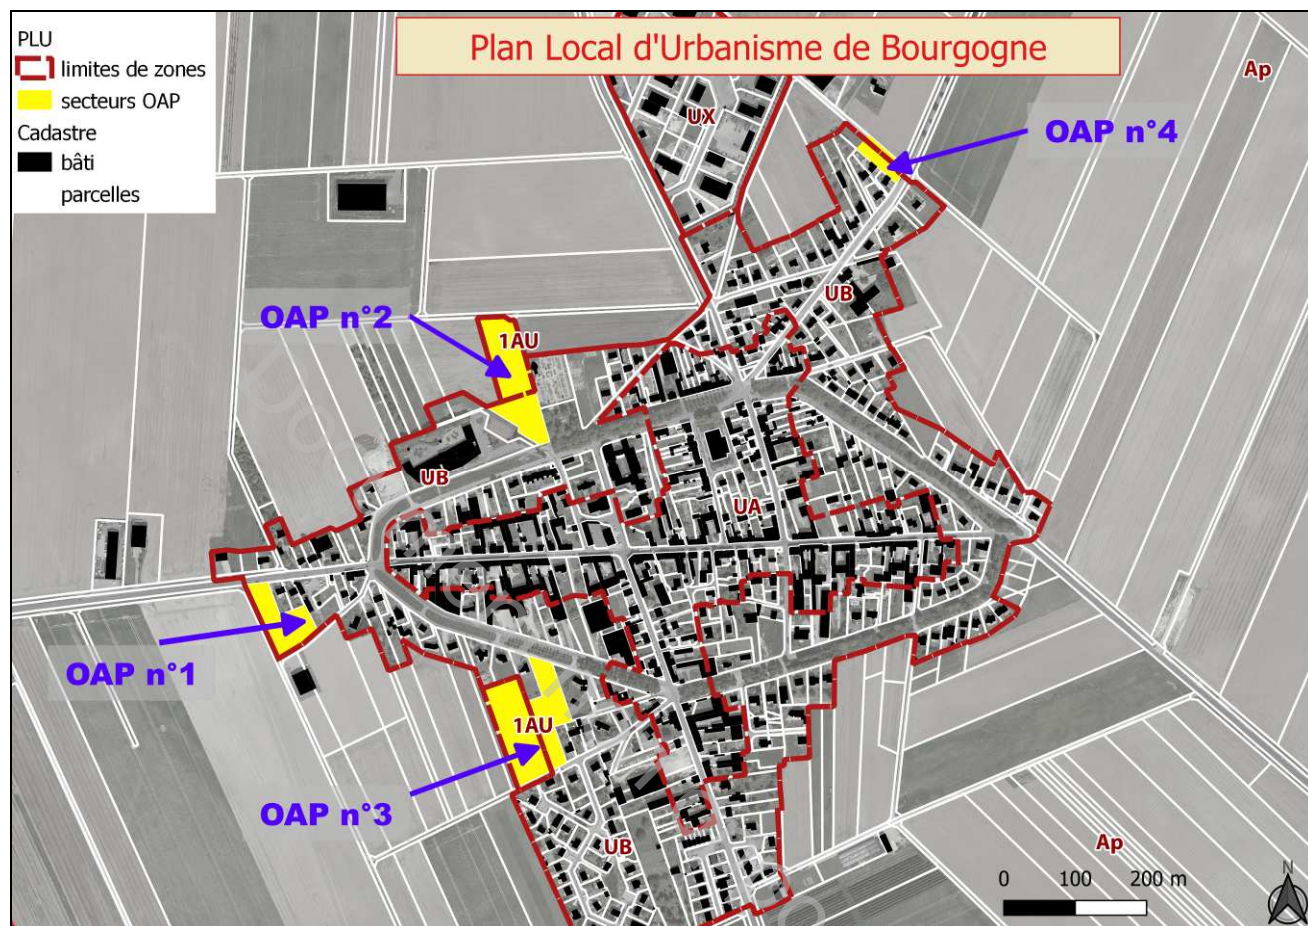 Plan Local d'Urbanisme de Bourgogne
PLU
limites de zones
secteurs OAP
Cadastre
bâti
parcelles
Ap
UX
OAP n°4
UB
OAP n°2
1AU
UB
UA
OAP n°1
1AU
OAP n°3
UB
Ap
0 100 200 m
N